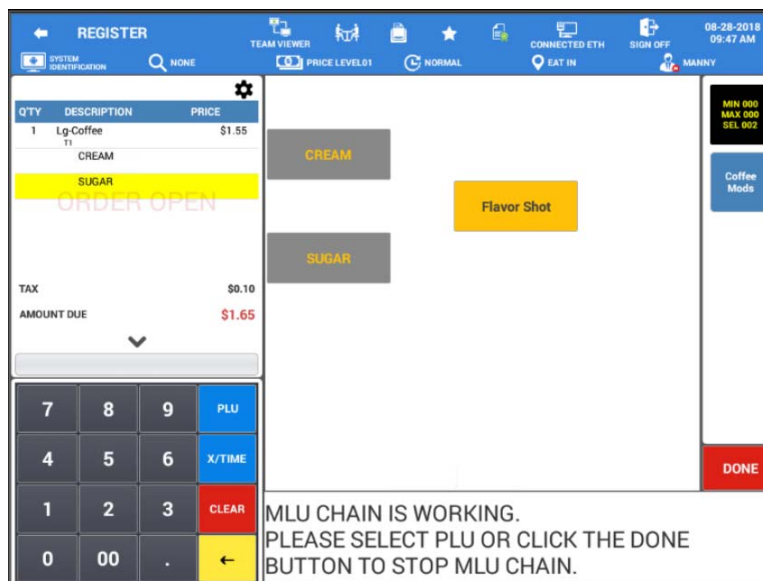 REGISTER
TEAM VIEWER
CONNECTED ETH
SIGN OFF
08-28-2018
09:47 AM
SYSTEM
IDENTIFICATION
NONE
PRICE LEVEL01
NORMAL
EAT IN
MANNY
Q'TY DESCRIPTION PRICE
1 Lg-Coffee $1.55
T1
CREAM
SUGAR
ORDER OPEN
TAX $0.10
AMOUNT DUE $1.65
7 8 9 PLU
4 5 6 X/TIME
1 2 3 CLEAR
0 00 . ←
CREAM
Flavor Shot
SUGAR
MIN 000
MAX 000
SEL 002
Coffee
Mods
DONE
MLU CHAIN IS WORKING.
PLEASE SELECT PLU OR CLICK THE DONE
BUTTON TO STOP MLU CHAIN.